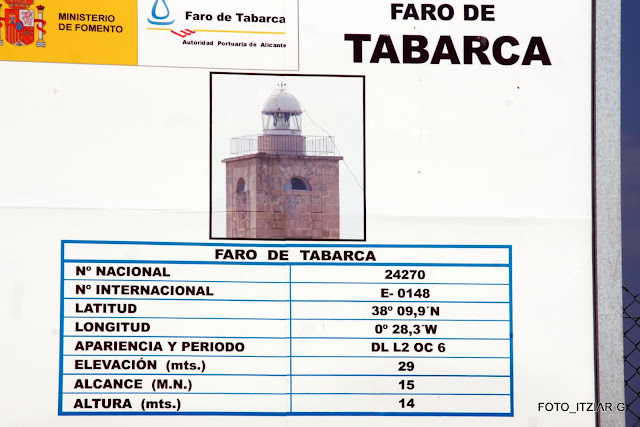 MINISTERIO
DE FOMENTO
Faro de Tabarca
Autoridad Portuaria de Alicante
FARO DE
TABARCA
FARO DE TABARCA
Nº NACIONAL 24270
Nº INTERNACIONAL E- 0148
LATITUD 38º 09,9´N
LONGITUD 0º 28,3´W
APARIENCIA Y PERIODO DL L2 OC 6
ELEVACIÓN (mts.) 29
ALCANCE (M.N.) 15
ALTURA (mts.) 14
FOTO_ITZIAR G